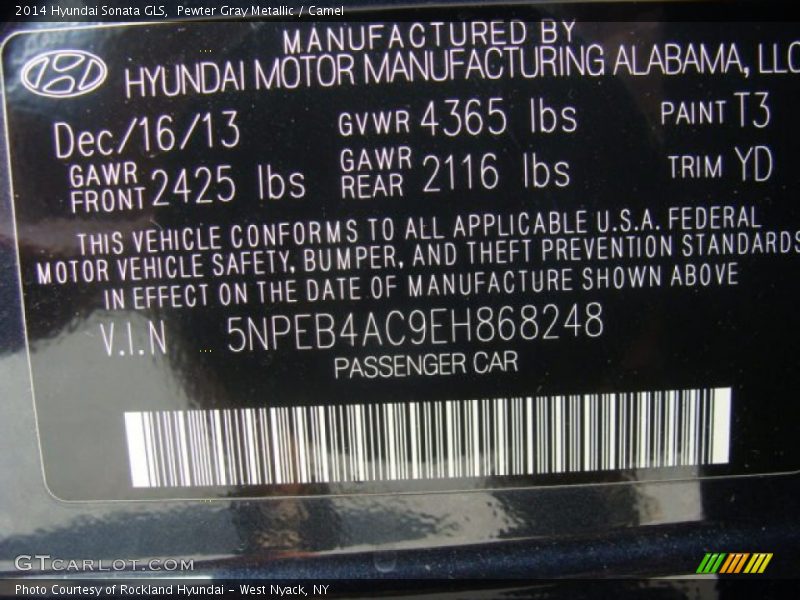 2014 Hyundai Sonata GLS, Pewter Gray Metallic / Camel
MANUFACTURED BY
HYUNDAI MOTOR MANUFACTURING ALABAMA, LLC
Dec/16/13 GVWR 4365 lbs PAINT T3
GAWR FRONT 2425 lbs GAWR REAR 2116 lbs TRIM YD
THIS VEHICLE CONFORMS TO ALL APPLICABLE U.S.A. FEDERAL
MOTOR VEHICLE SAFETY, BUMPER, AND THEFT PREVENTION STANDARDS
IN EFFECT ON THE DATE OF MANUFACTURE SHOWN ABOVE
V.I.N 5NPEB4AC9EH868248
PASSENGER CAR
GTCARLOT.COM
Photo Courtesy of Rockland Hyundai - West Nyack, NY